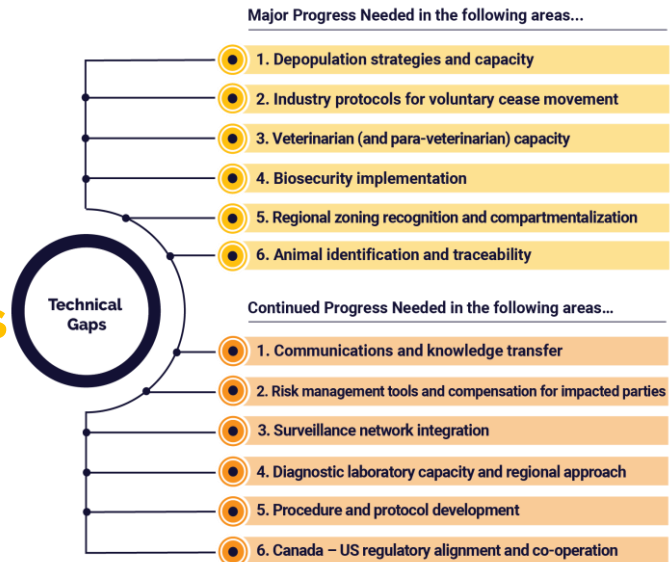 Major Progress Needed in the following areas...
1. Depopulation strategies and capacity
2. Industry protocols for voluntary cease movement
3. Veterinarian (and para-veterinarian) capacity
4. Biosecurity implementation
5. Regional zoning recognition and compartmentalization
6. Animal identification and traceability
Technical
Gaps
Continued Progress Needed in the following areas...
1. Communications and knowledge transfer
2. Risk management tools and compensation for impacted parties
3. Surveillance network integration
4. Diagnostic laboratory capacity and regional approach
5. Procedure and protocol development
6. Canada – US regulatory alignment and co-operation